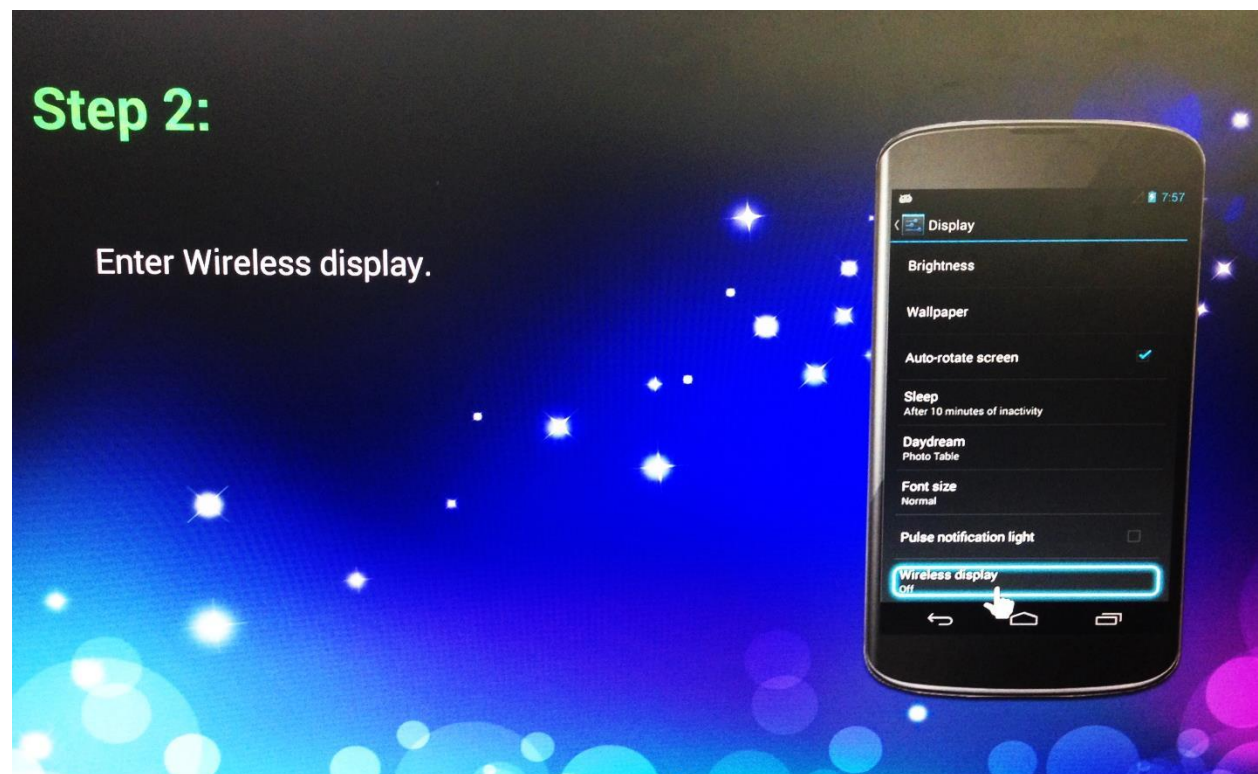 Step 2:
Enter Wireless display.
7:57
Display
Brightness
Wallpaper
Auto-rotate screen
Sleep
After 10 minutes of inactivity
Daydream
Photo Table
Font size
Normal
Pulse notification light
Wireless display
Off